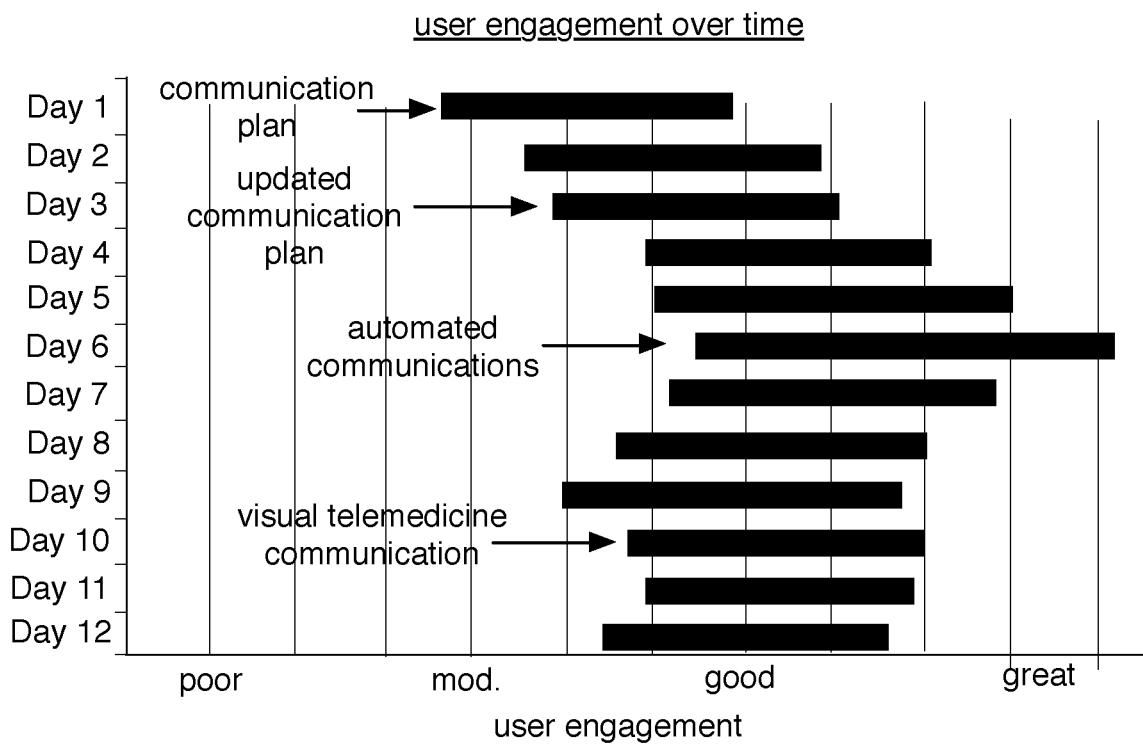 user engagement over time
communication
plan
Day 1
Day 2
updated
communication
plan
Day 3
Day 4
Day 5
automated
communications
Day 6
Day 7
Day 8
Day 9
visual telemedicine
communication
Day 10
Day 11
Day 12
poor mod. good great
user engagement